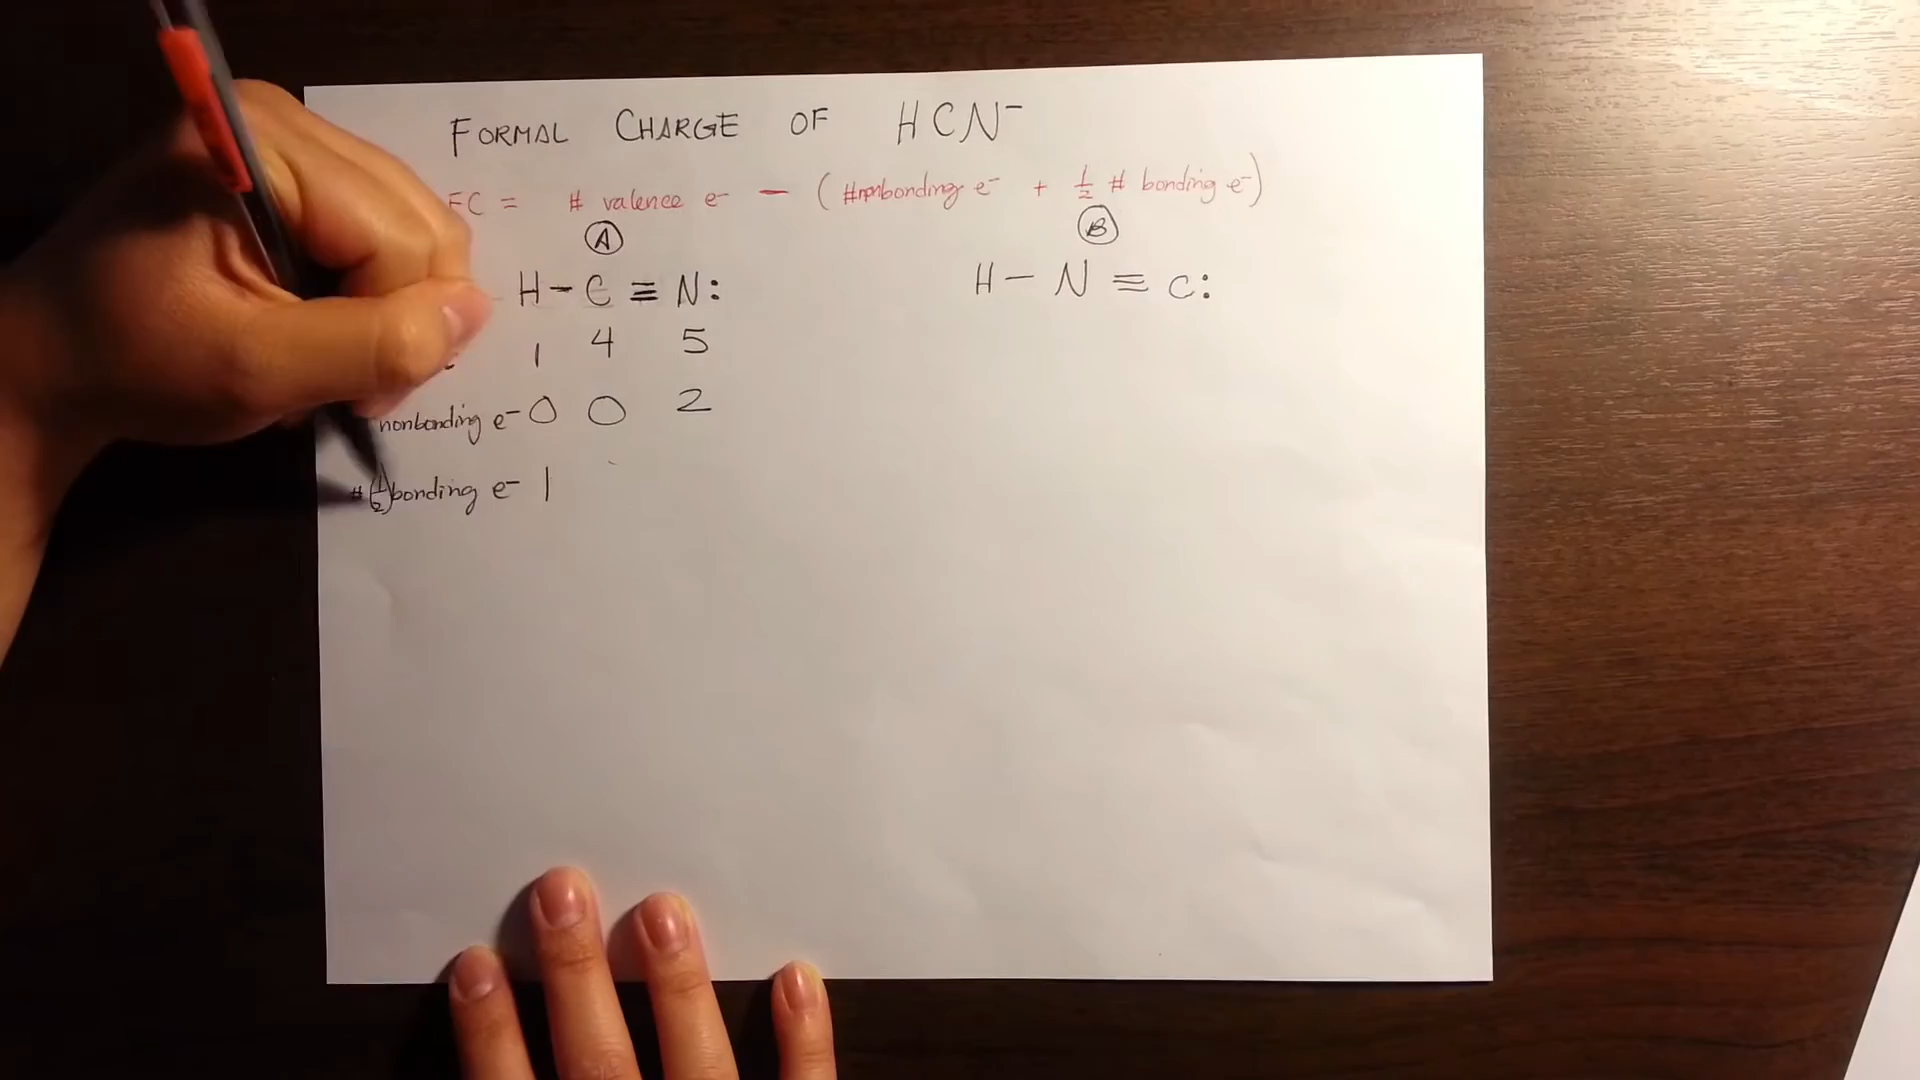 FORMAL CHARGE OF HCN⁻
FC = # valence e⁻ — (#nonbonding e⁻ + ½ # bonding e⁻)
A B
H-C≡N: H-N≡C:
1 4 5
nonbonding e⁻ 0 0 2
#(½)bonding e⁻ 1